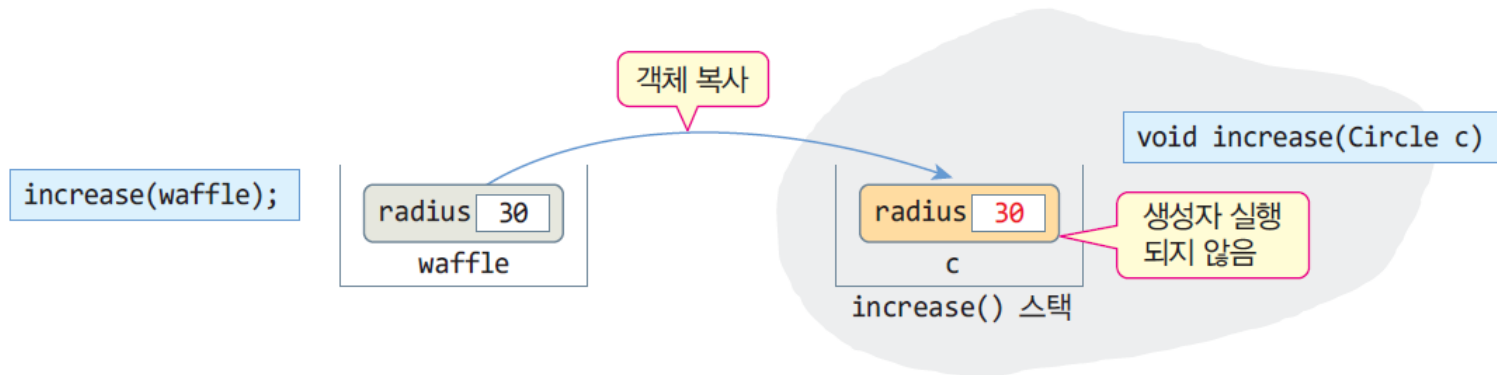 객체 복사
void increase(Circle c)
increase(waffle);
radius 30
waffle
radius 30
c
생성자 실행
되지 않음
increase() 스택